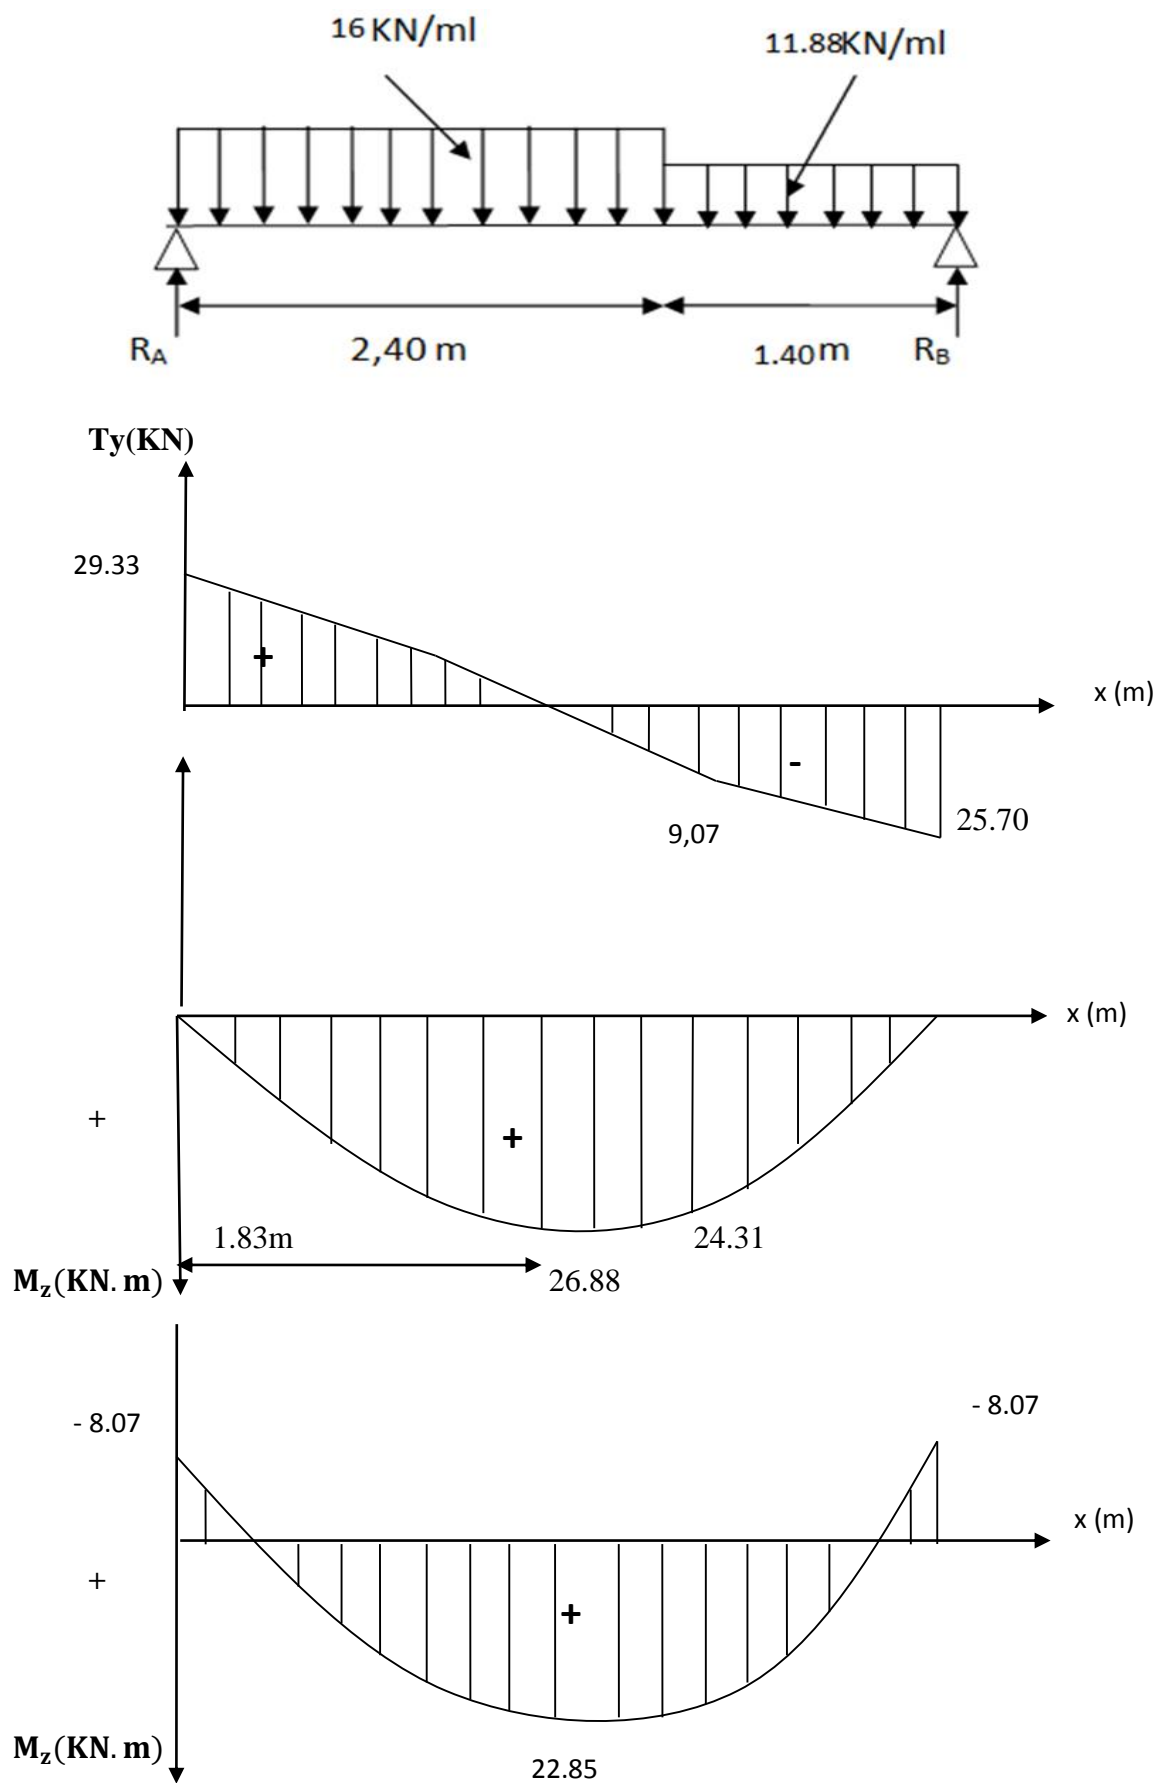 16 KN/ml
11.88KN/ml
RA
2,40 m
1.40m
RB
Ty(KN)
29.33
+
x (m)
-
9,07
25.70
x (m)
+
+
1.83m
24.31
Mz(KN. m)
26.88
- 8.07
- 8.07
x (m)
+
+
Mz(KN. m)
22.85